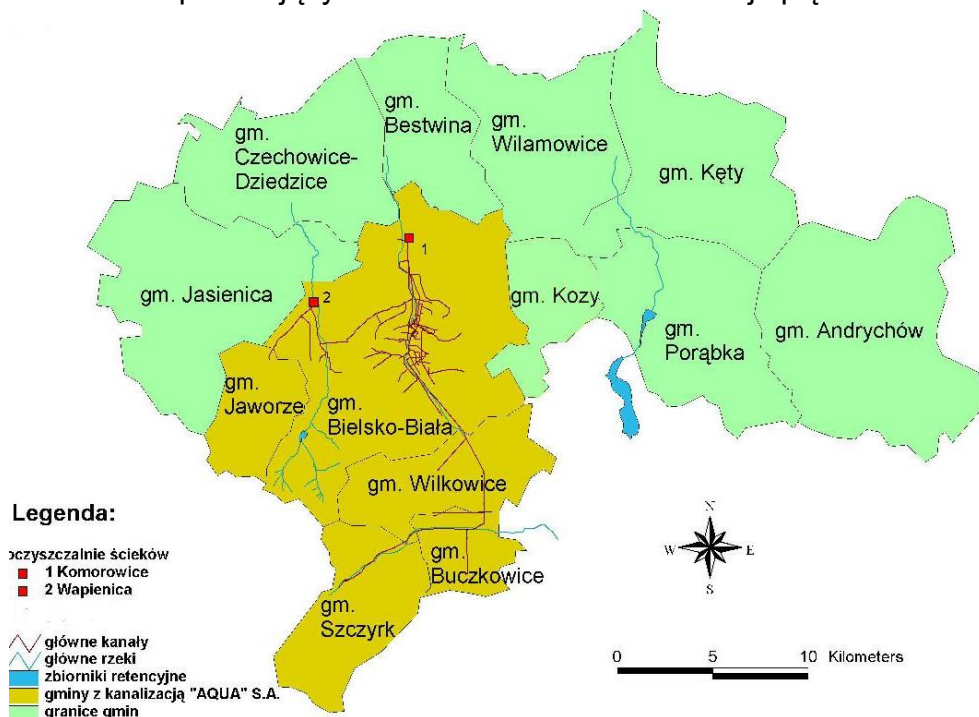 gm.
Bestwina
gm.
Czechowice-
Dziedzice
gm.
Wilamowice
gm. Kęty
gm. Jasienica
1
2
gm. Kozy
gm.
Porąbka
gm. Andrychów
gm.
Jaworze
gm.
Bielsko-Biała
gm. Wilkowice
gm.
Buczkowice
gm.
Szczyrk
N
W E
S
0 5 10 Kilometers
Legenda:
oczyszczalnie ścieków
1 Komorowice
2 Wapienica
główne kanały
główne rzeki
zbiorniki retencyjne
gminy z kanalizacją "AQUA" S.A.
granice gmin